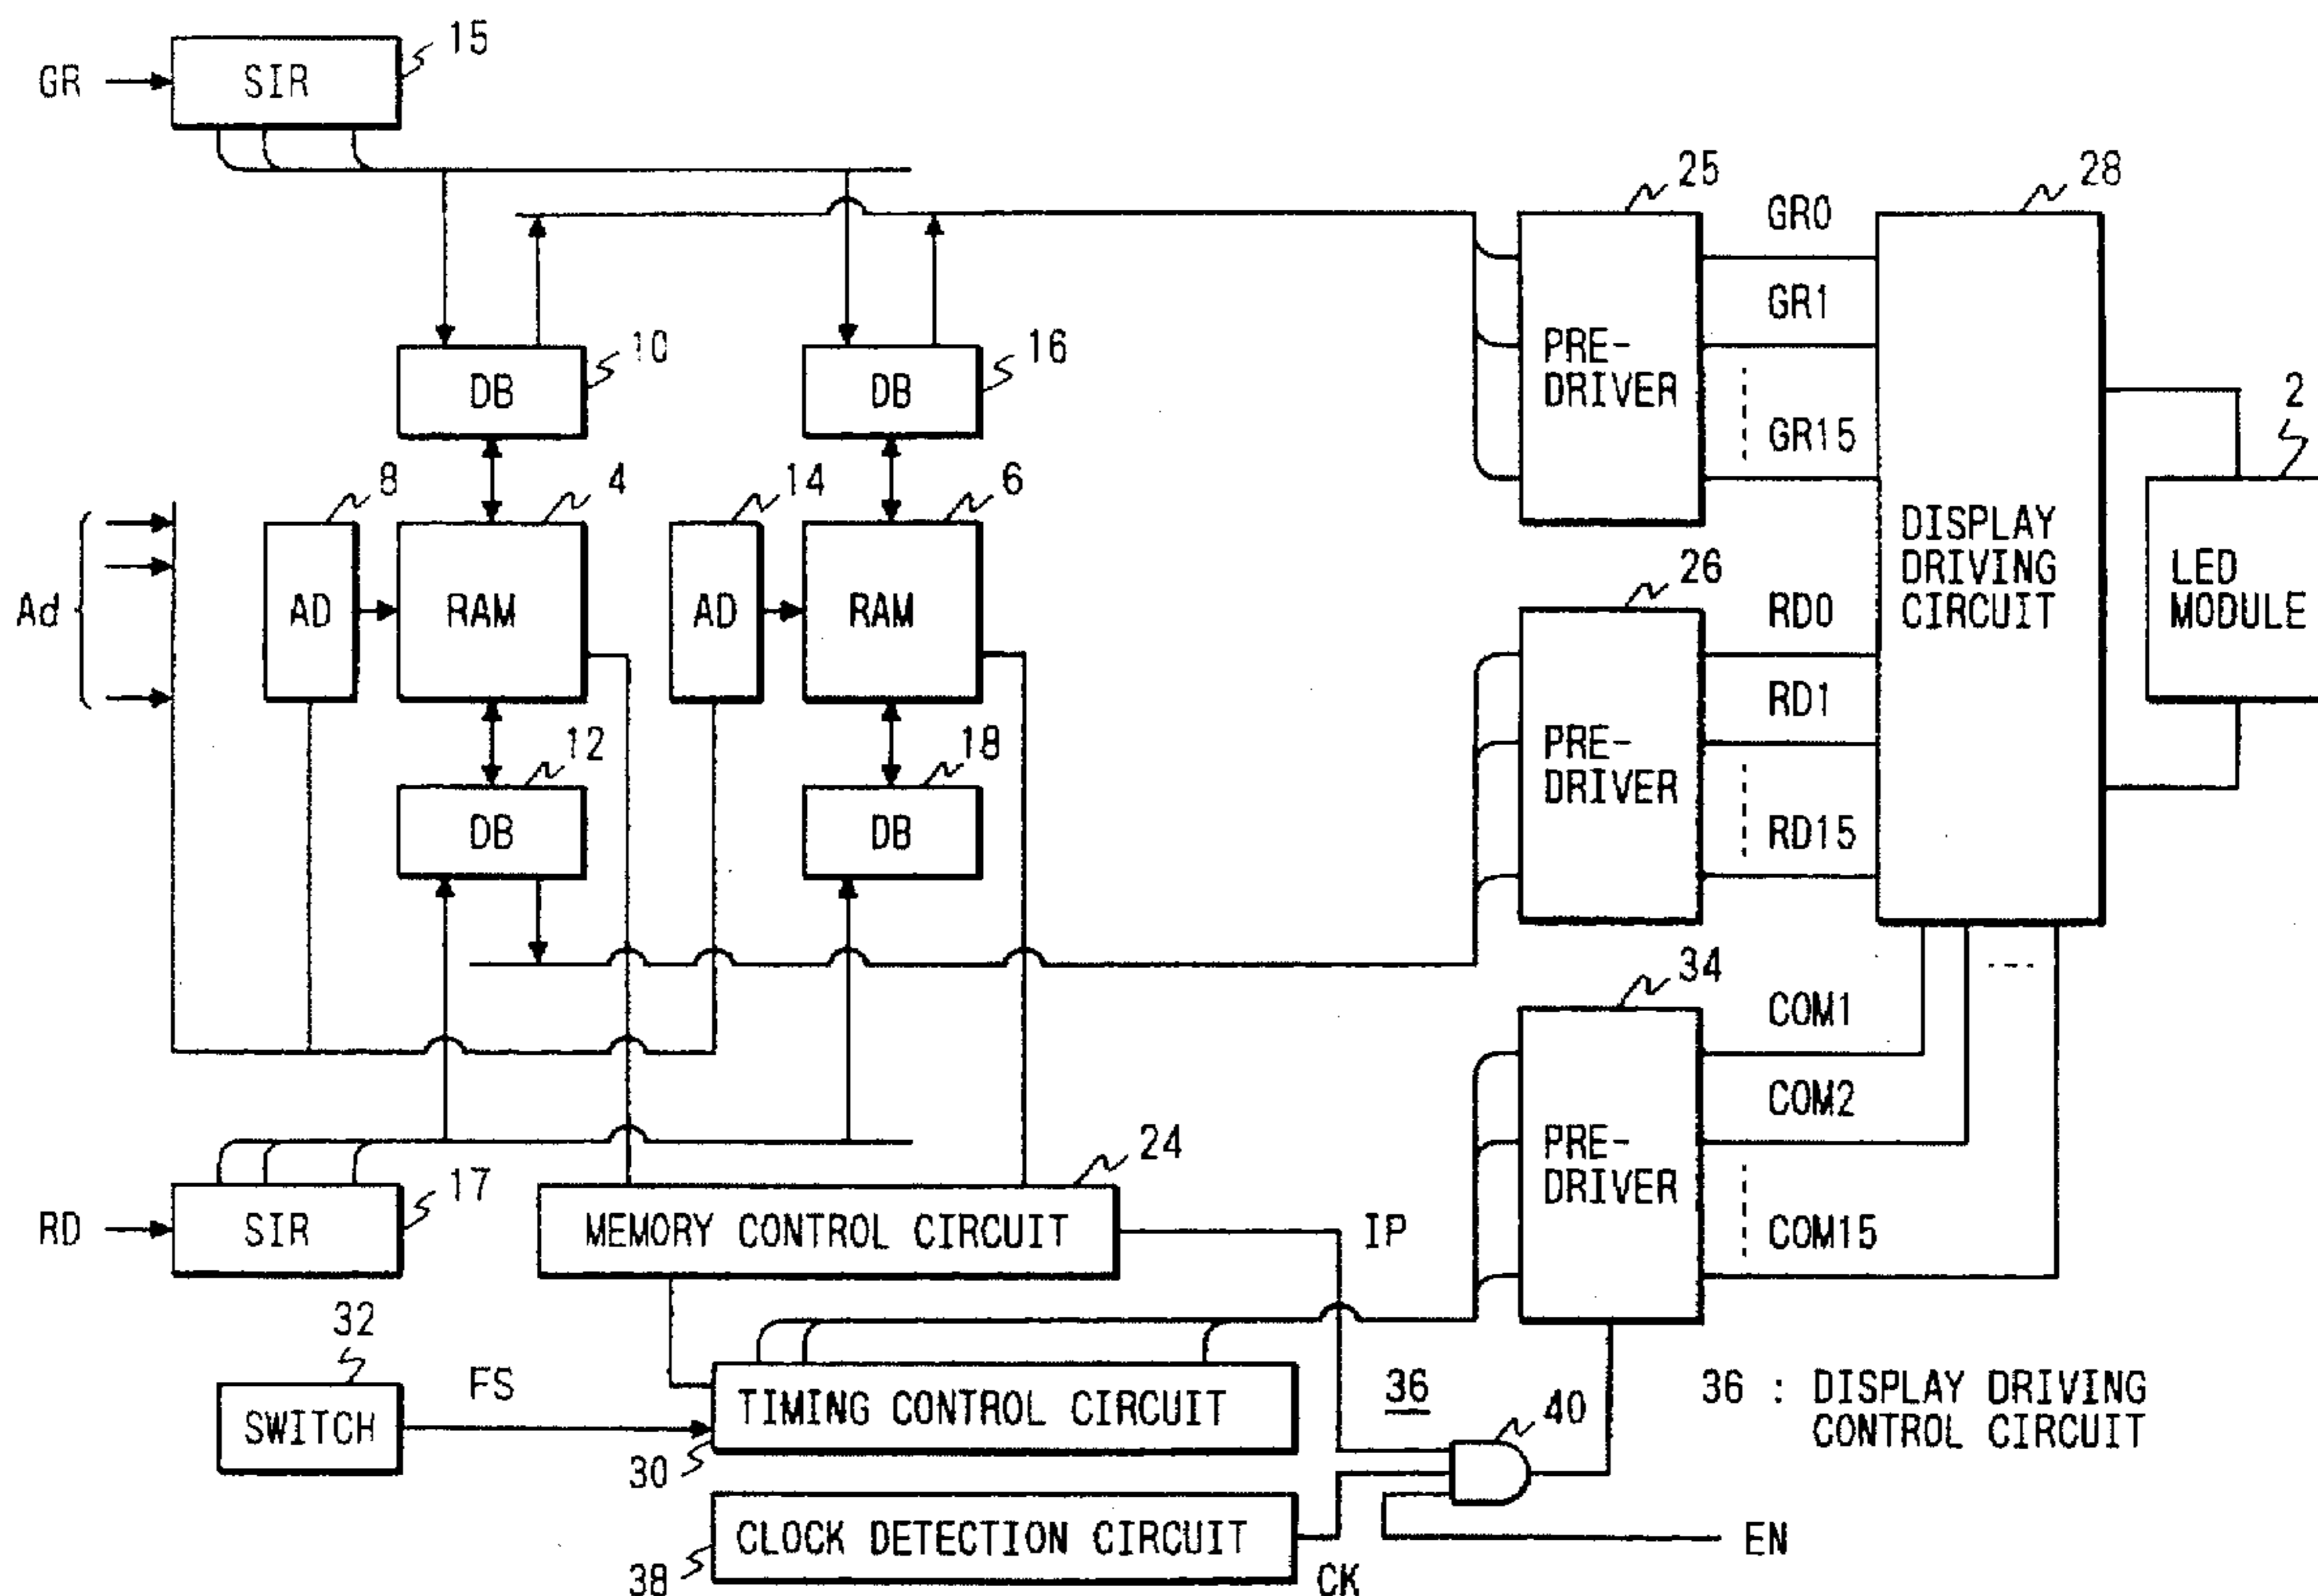 15
GR
SIR
25
28
GR0
GR1
GR15
PRE-
DRIVER
10
DB
16
DB
2
8
4
14
6
DISPLAY
DRIVING
CIRCUIT
Ad
AD
RAM
AD
RAM
26
RD0
RD1
RD15
LED
MODULE
PRE-
DRIVER
12
DB
18
DB
34
COM1
COM2
COM15
PRE-
DRIVER
24
17
RD
SIR
MEMORY CONTROL CIRCUIT
IP
32
SWITCH
FS
TIMING CONTROL CIRCUIT
30
36
40
36 : DISPLAY DRIVING
CONTROL CIRCUIT
CLOCK DETECTION CIRCUIT
38
CK
EN